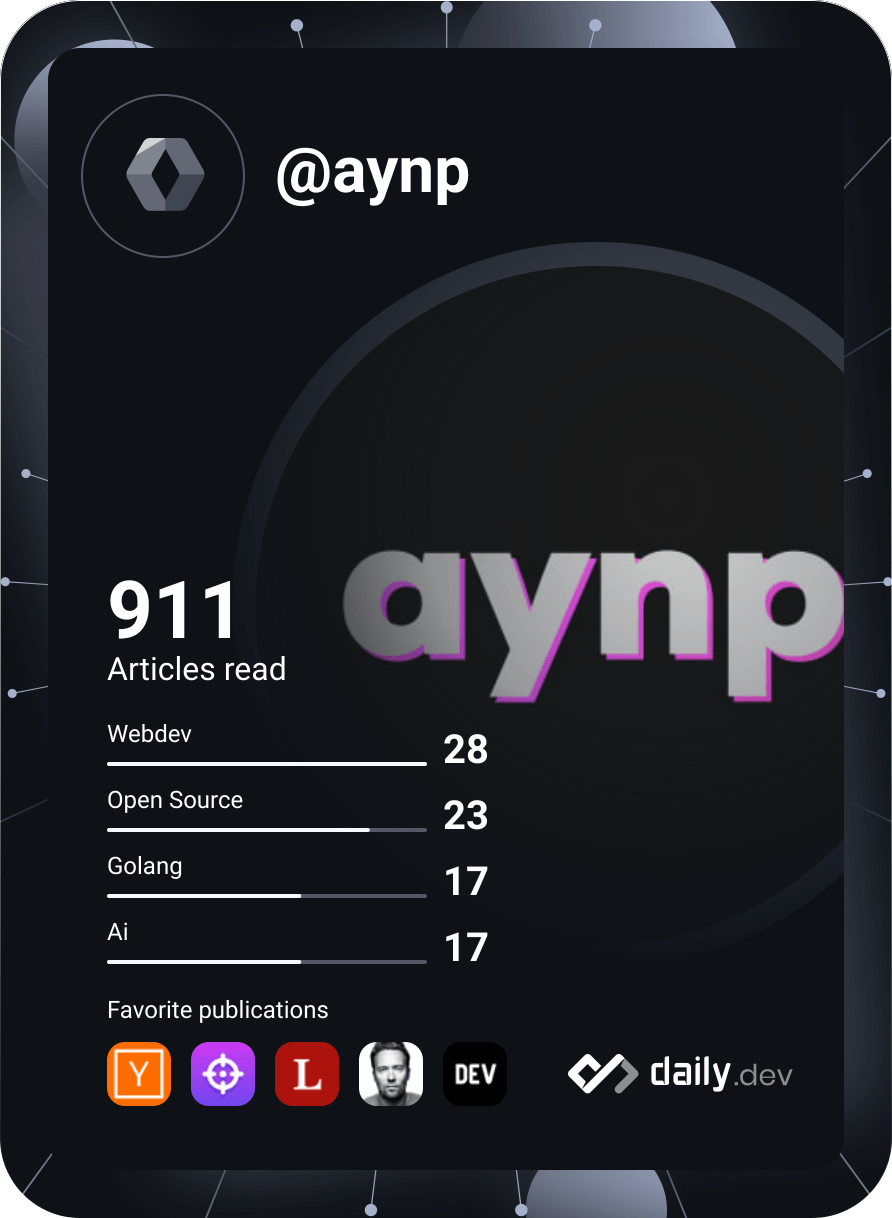 @aynp
aynp
911
Articles read
Webdev
28
Open Source
23
Golang
17
Ai
17
Favorite publications
Y
L
DEV
daily.dev